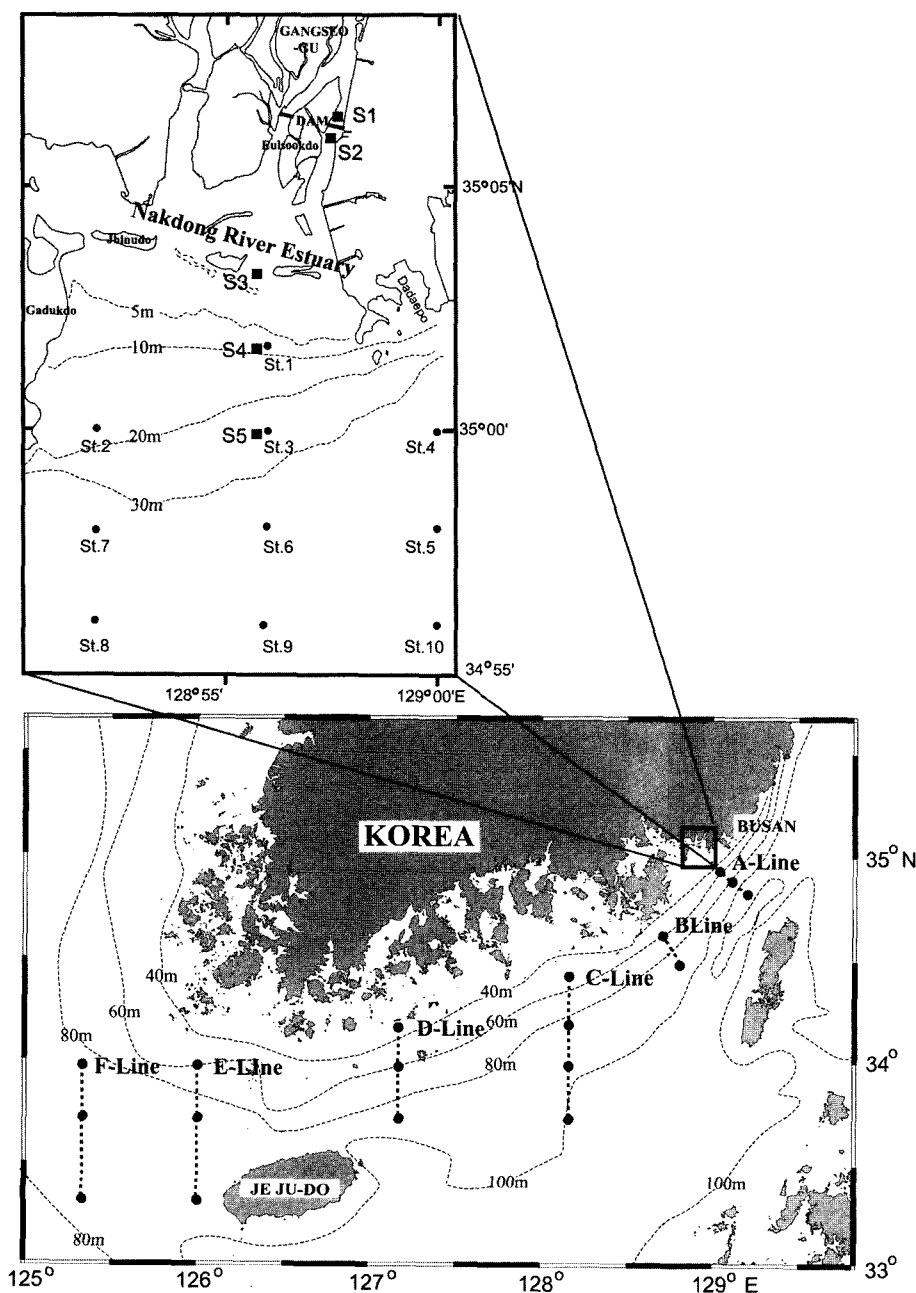 GANGSEO
-GU
S1
DAM
Eulsookdo
S2
35°05'N
Nakdong River Estuary
Jhinudo
S3
Dadaepo
Gadukdo
5m
10m
S4
St.1
St.2
20m
S5
St.3
St.4
35°00'
30m
St.7
St.6
St.5
St.8
St.9
St.10
34°55'
128°55'
129°00'E
KOREA
BUSAN
35° N
A-Line
BLine
C-Line
40m
40m
60m
60m
D-Line
80m
80m
34°
F-Line
E-LIne
100m
100m
JE JU-DO
80m
33°
125°
126°
127°
128°
129° E